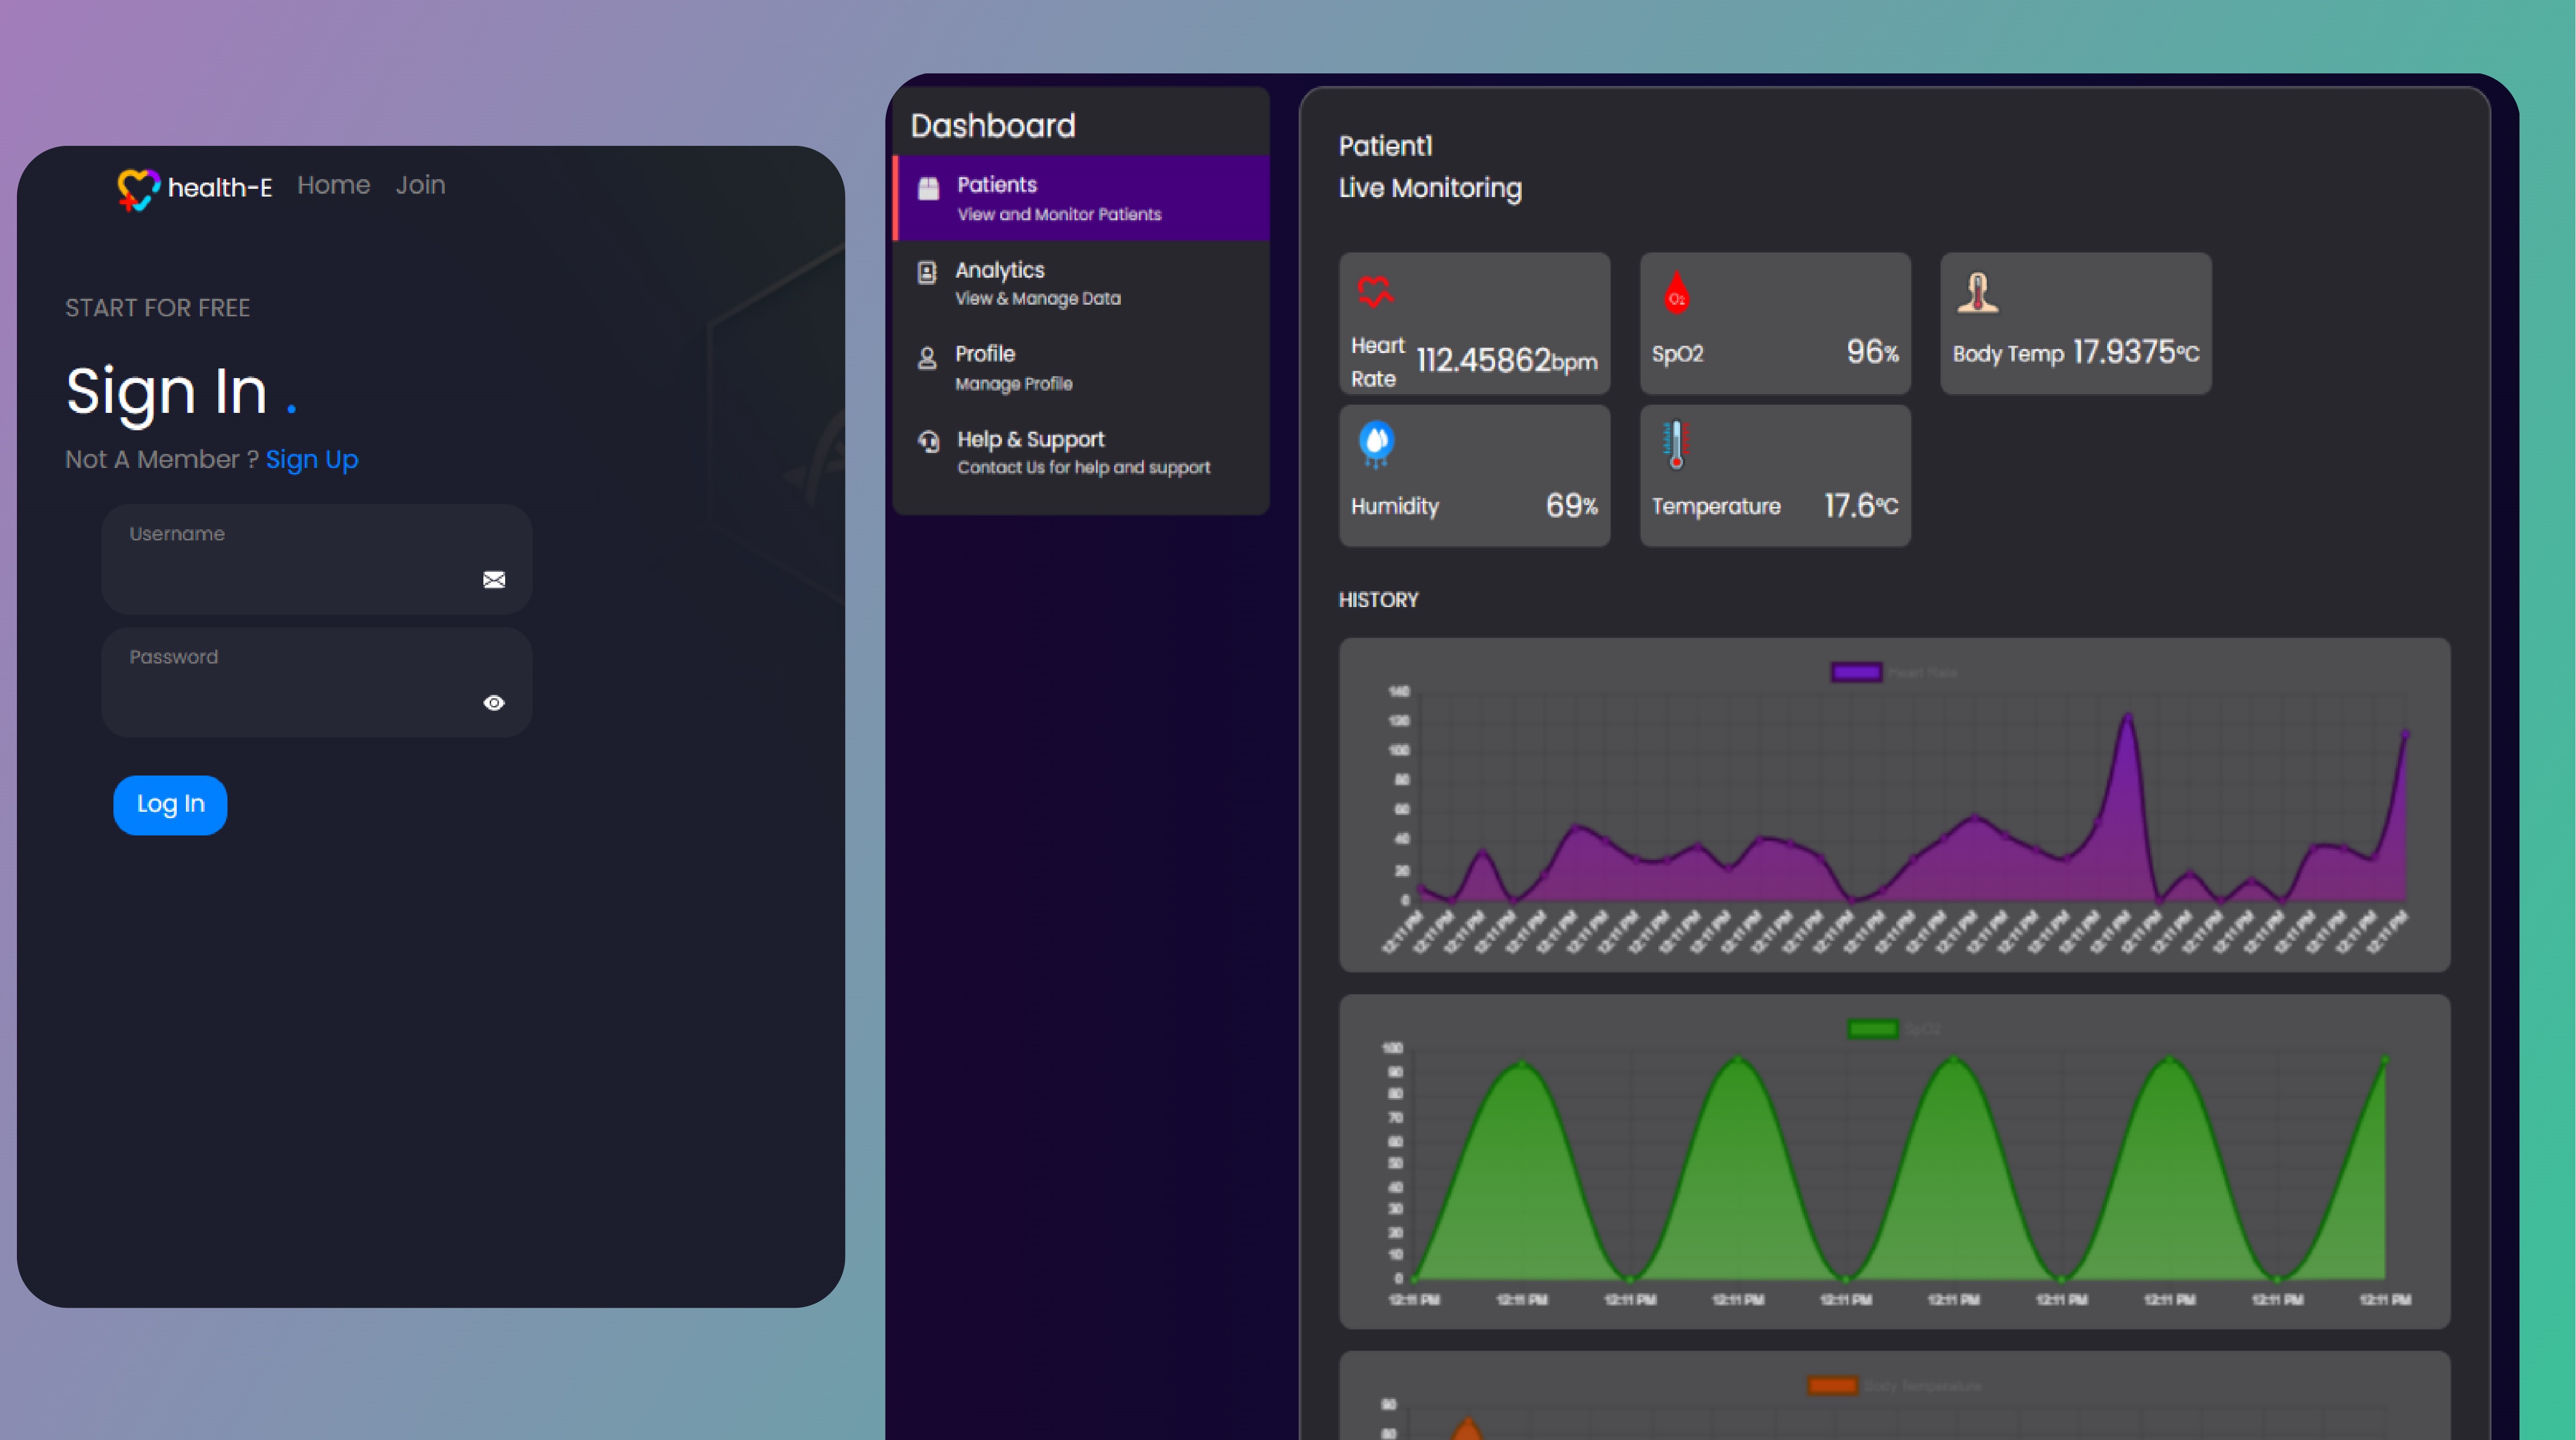 health-E Home Join
START FOR FREE
Sign In .
Not A Member ? Sign Up
Username
Password
Log In
Dashboard
Patients
View and Monitor Patients
Analytics
View & Manage Data
Profile
Manage Profile
Help & Support
Contact Us for help and support
Patient1
Live Monitoring
Heart
Rate
112.45862bpm
O₂
SpO2 96%
Body Temp 17.9375°C
Humidity 69%
Temperature 17.6°C
HISTORY
Heart Rate
140
120
100
80
60
40
20
0
12:11 PM 12:11 PM 12:11 PM 12:11 PM 12:11 PM 12:11 PM 12:11 PM 12:11 PM 12:11 PM 12:11 PM 12:11 PM 12:11 PM 12:11 PM 12:11 PM 12:11 PM 12:11 PM 12:11 PM 12:11 PM 12:11 PM 12:11 PM 12:11 PM 12:11 PM 12:11 PM 12:11 PM 12:11 PM 12:11 PM 12:11 PM 12:11 PM 12:11 PM 12:11 PM 12:11 PM 12:11 PM 12:11 PM
SpO2
100
90
80
70
60
50
40
30
20
10
0
12:11 PM 12:11 PM 12:11 PM 12:11 PM 12:11 PM 12:11 PM 12:11 PM 12:11 PM 12:11 PM 12:11 PM
Body Temperature